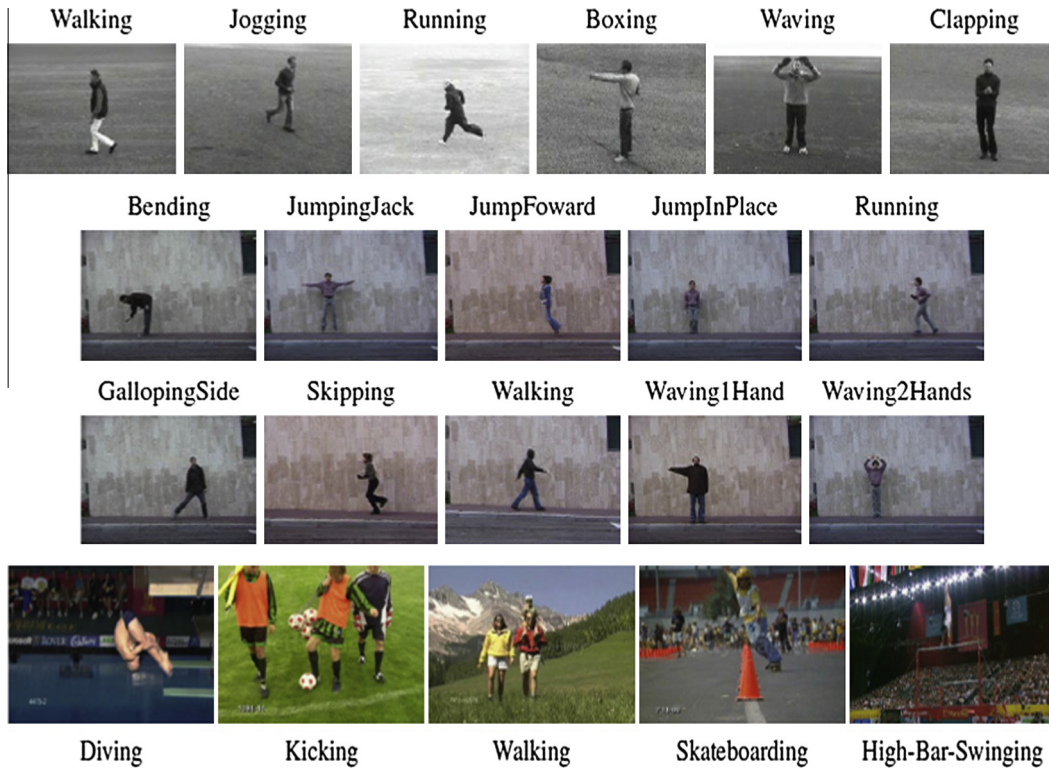 Walking Jogging Running Boxing Waving Clapping
Bending JumpingJack JumpFoward JumpInPlace Running
GallopingSide Skipping Walking Waving1Hand Waving2Hands
Diving Kicking Walking Skateboarding High-Bar-Swinging